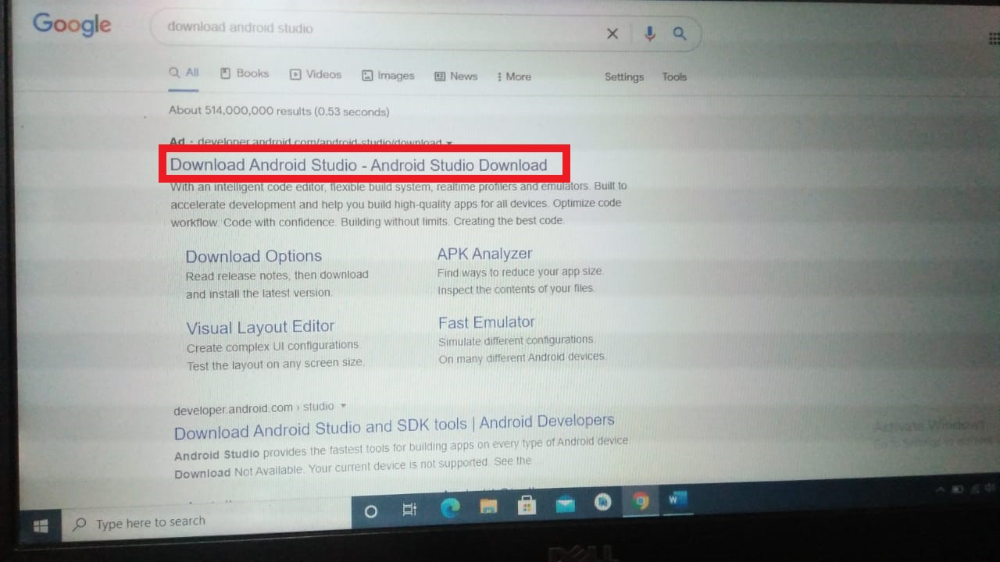 Google
download android studio
All Books Videos Images News More Settings Tools
About 514,000,000 results (0.53 seconds)
Ad · developer.android.com/android-studio/download
Download Android Studio - Android Studio Download
With an intelligent code editor, flexible build system, realtime profilers and emulators. Built to
accelerate development and help you build high-quality apps for all devices. Optimize code
workflow. Code with confidence. Building without limits. Creating the best code.
Download Options
Read release notes, then download
and install the latest version.
APK Analyzer
Find ways to reduce your app size.
Inspect the contents of your files.
Visual Layout Editor
Create complex UI configurations.
Test the layout on any screen size.
Fast Emulator
Simulate different configurations.
On many different Android devices.
developer.android.com › studio
Download Android Studio and SDK tools | Android Developers
Android Studio provides the fastest tools for building apps on every type of Android device.
Download Not Available. Your current device is not supported. See the
Activate Windows
Type here to search
W
DELL